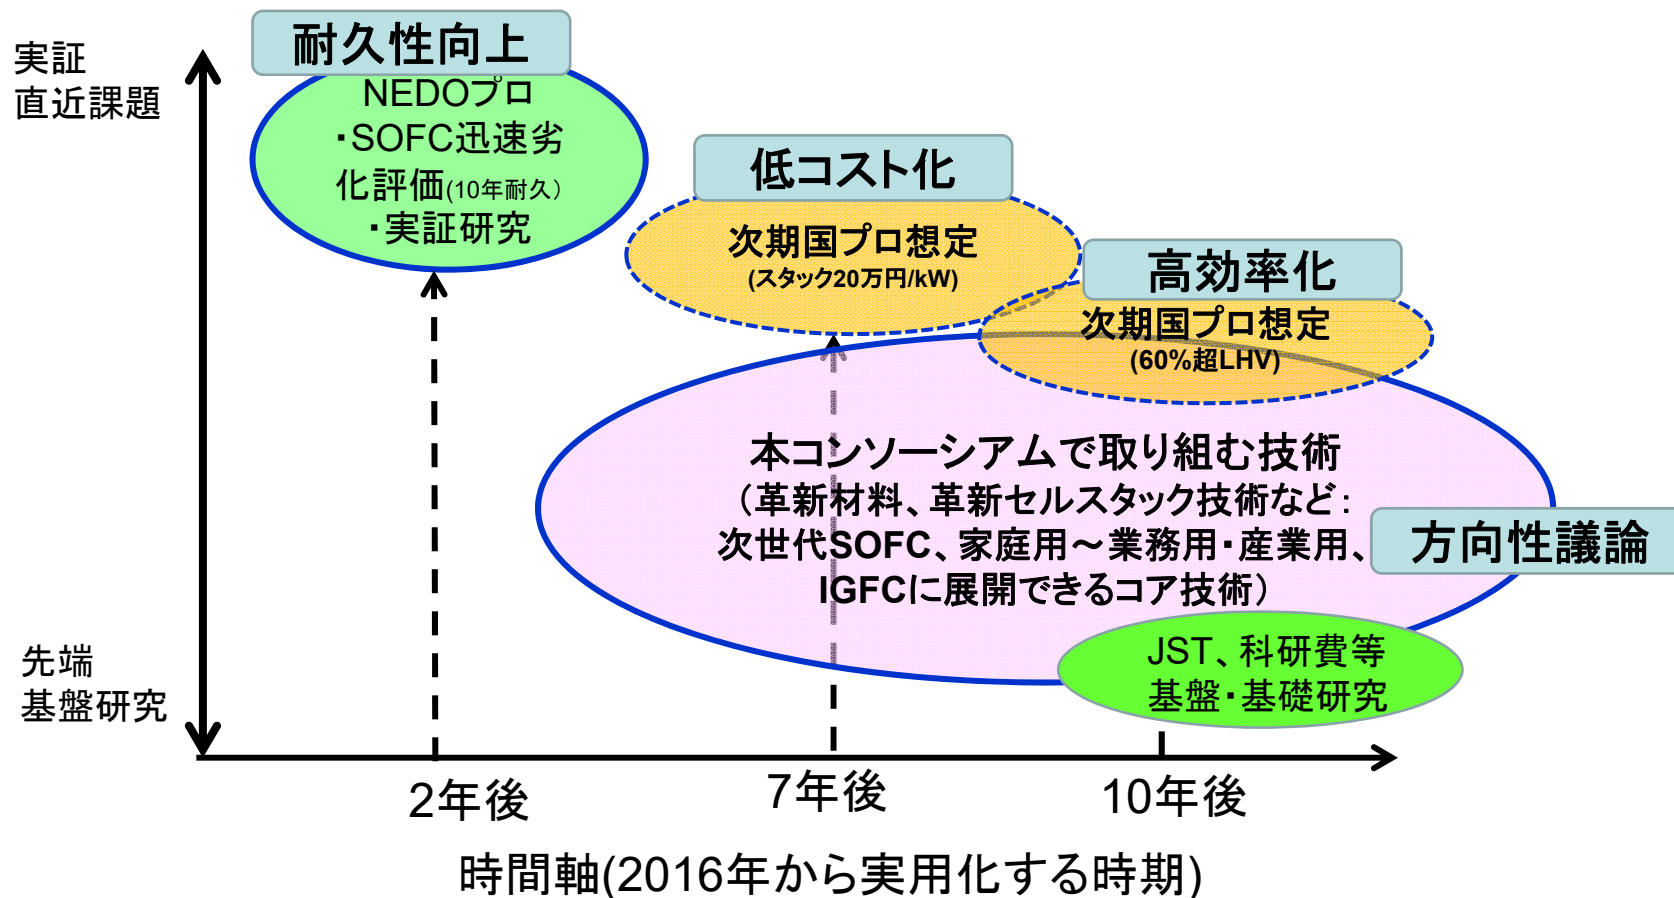 実証
直近課題
耐久性向上
NEDOプロ
・SOFC迅速劣
化評価(10年耐久)
・実証研究
低コスト化
次期国プロ想定
(スタック20万円/kW)
高効率化
次期国プロ想定
(60%超LHV)
本コンソーシアムで取り組む技術
（革新材料、革新セルスタック技術など：
次世代SOFC、家庭用～業務用・産業用、
IGFCに展開できるコア技術）
方向性議論
JST、科研費等
基盤・基礎研究
先端
基盤研究
2年後
7年後
10年後
時間軸(2016年から実用化する時期)